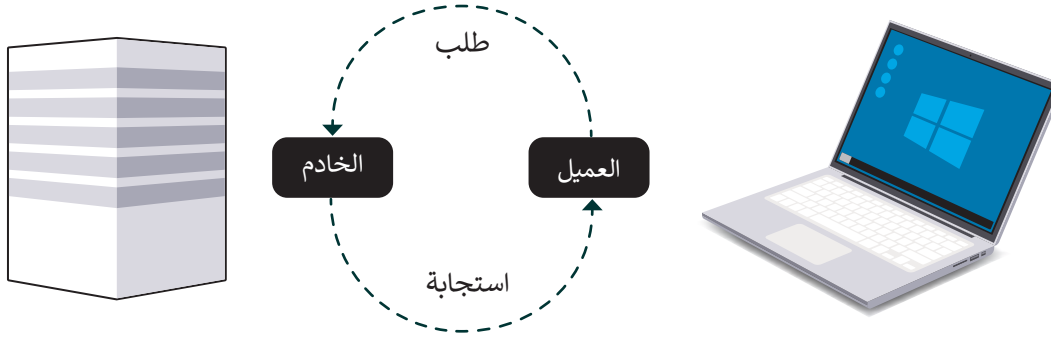 طلب
العميل
الخادم
استجابة